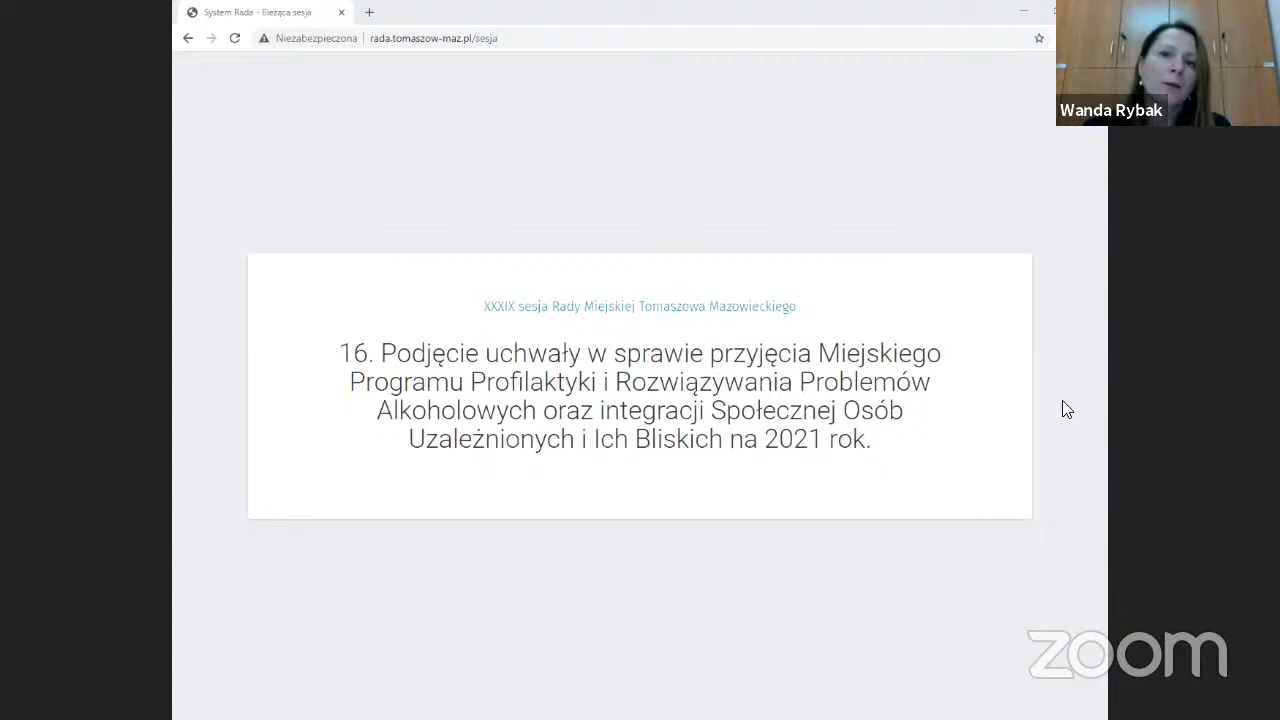 System Rada - Bieżąca sesja
Niezabezpieczona
rada.tomaszow-maz.pl/sesja
Wanda Rybak
XXXIX sesja Rady Miejskiej Tomaszowa Mazowieckiego
16. Podjęcie uchwały w sprawie przyjęcia Miejskiego
Programu Profilaktyki i Rozwiązywania Problemów
Alkoholowych oraz integracji Społecznej Osób
Uzależnionych i Ich Bliskich na 2021 rok.
zoom